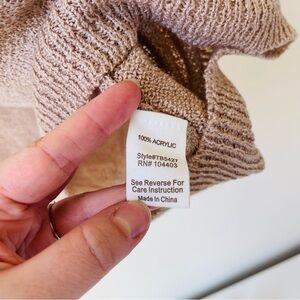 100% ACRYLIC
Style#TB5427
RN# 104403
See Reverse For
Care Instruction
Made In China